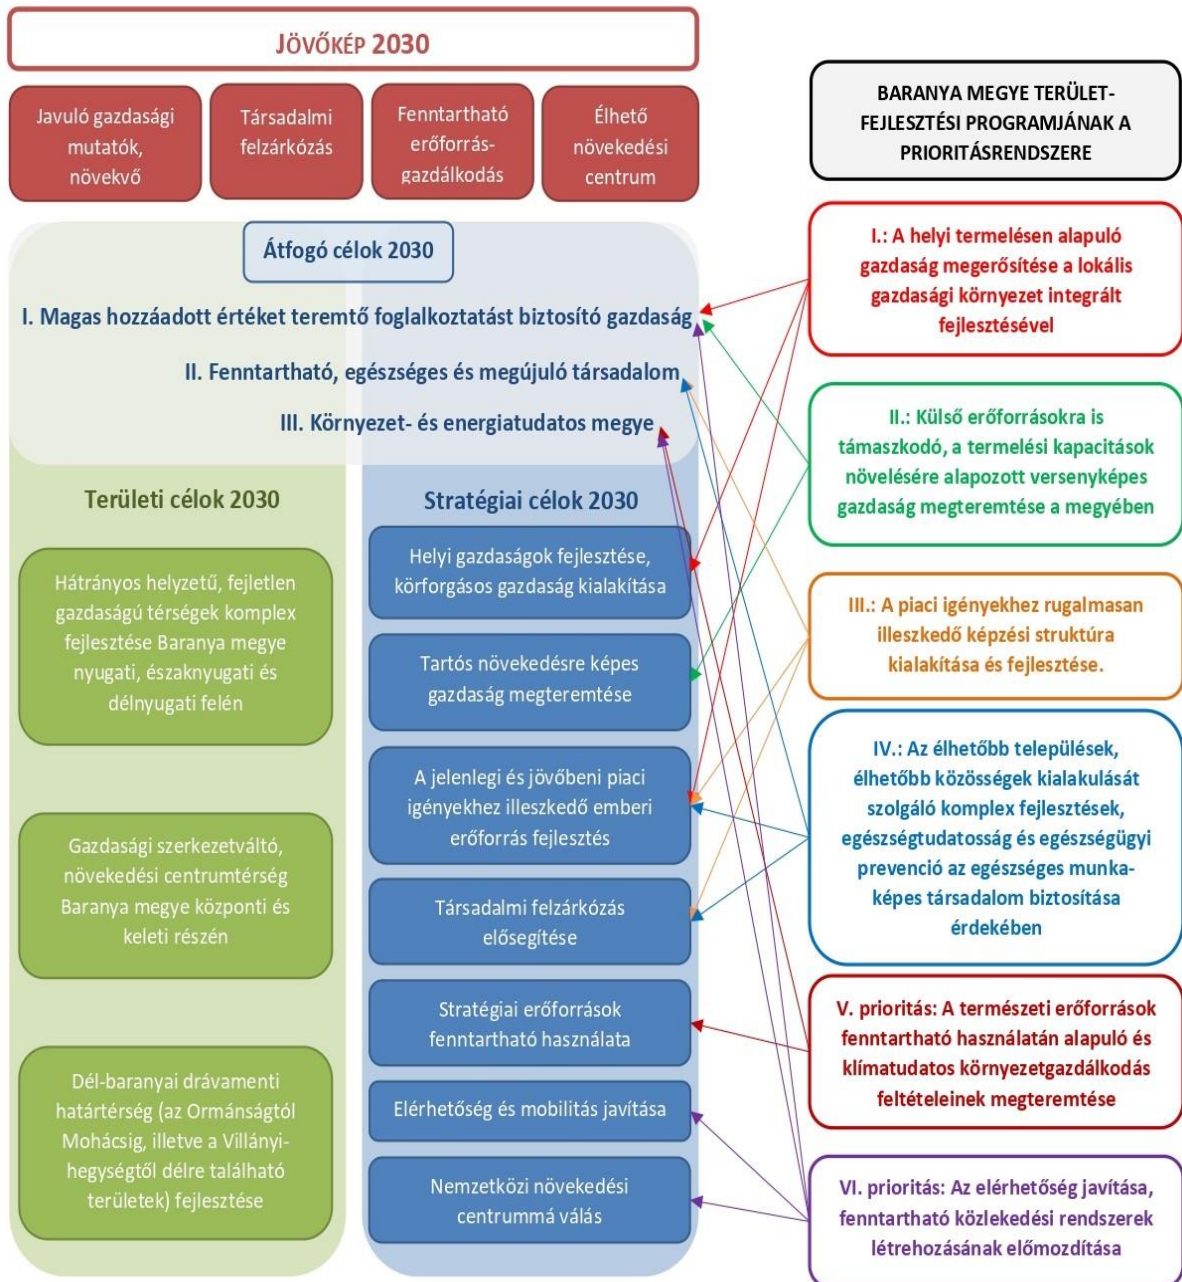 JÖVŐKÉP 2030
Javuló gazdasági
mutatók,
növekvő
Társadalmi
felzárkózás
Fenntartható
erőforrás-
gazdálkodás
Élhető
növekedési
centrum
Átfogó célok 2030
I. Magas hozzáadott értéket teremtő foglalkoztatást biztosító gazdaság
II. Fenntartható, egészséges és megújuló társadalom
III. Környezet- és energiatudatos megye
Területi célok 2030
Hátrányos helyzetű, fejletlen
gazdaságú térségek komplex
fejlesztése Baranya megye
nyugati, északnyugati és
délnyugati felén
Gazdasági szerkezetváltó,
növekedési centrumtérség
Baranya megye központi és
keleti részén
Dél-baranyai drávamenti
határtérség (az Ormánságtól
Mohácsig, illetve a Villányi-
hegységtől délre található
területek) fejlesztése
Stratégiai célok 2030
Helyi gazdaságok fejlesztése,
körforgásos gazdaság kialakítása
Tartós növekedésre képes
gazdaság megteremtése
A jelenlegi és jövőbeni piaci
igényekhez illeszkedő emberi
erőforrás fejlesztés
Társadalmi felzárkózás
elősegítése
Stratégiai erőforrások
fenntartható használata
Elérhetőség és mobilitás javítása
Nemzetközi növekedési
centrummá válás
BARANYA MEGYE TERÜLET-
FEJLESZTÉSI PROGRAMJÁNAK A
PRIORITÁSRENDSZERE
I.: A helyi termelésen alapuló
gazdaság megerősítése a lokális
gazdasági környezet integrált
fejlesztésével
II.: Külső erőforrásokra is
támaszkodó, a termelési kapacitások
növelésére alapozott versenyképes
gazdaság megteremtése a megyében
III.: A piaci igényekhez rugalmasan
illeszkedő képzési struktúra
kialakítása és fejlesztése.
IV.: Az élhetőbb települések,
élhetőbb közösségek kialakulását
szolgáló komplex fejlesztések,
egészségtudatosság és egészségügyi
prevenció az egészséges munka-
képes társadalom biztosítása
érdekében
V. prioritás: A természeti erőforrások
fenntartható használatán alapuló és
klímatudatos környezetgazdálkodás
feltételeinek megteremtése
VI. prioritás: Az elérhetőség javítása,
fenntartható közlekedési rendszerek
létrehozásának előmozdítása